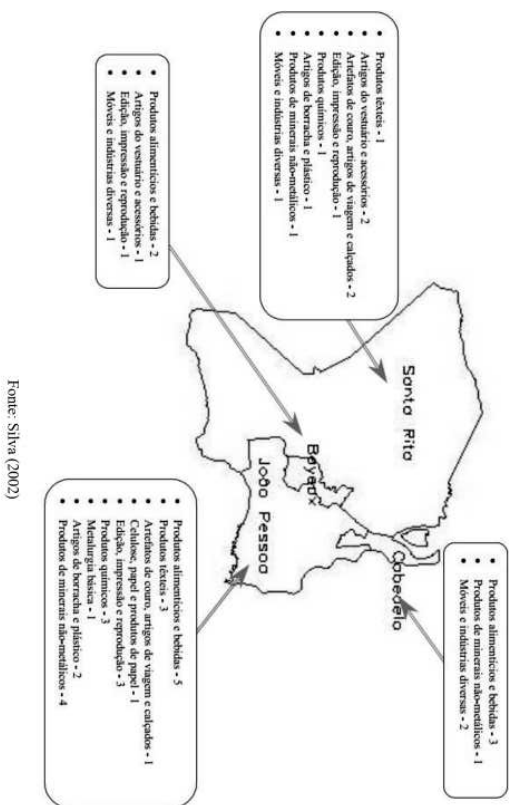 • Produtos têxteis - 1
• Artigos do vestuário e acessórios - 2
• Artefatos de couro, artigos de viagem e calçados - 2
• Edição, impressão e reprodução - 1
• Produtos químicos - 1
• Artigos de borracha e plástico - 1
• Produtos de minerais não-metálicos - 1
• Móveis e indústrias diversas - 1
• Produtos alimentícios e bebidas - 3
• Produtos de minerais não-metálicos - 1
• Móveis e indústrias diversas - 2
Santa Rita
Cabedelo
Bayeux
João Pessoa
• Produtos alimentícios e bebidas - 2
• Artigos do vestuário e acessórios - 1
• Edição, impressão e reprodução - 1
• Móveis e indústrias diversas - 1
• Produtos alimentícios e bebidas - 5
• Produtos têxteis - 3
• Artefatos de couro, artigos de viagem e calçados - 1
• Celulose, papel e produtos de papel - 1
• Edição, impressão e reprodução - 3
• Produtos químicos - 3
• Metalurgia básica - 1
• Artigos de borracha e plástico - 2
• Produtos de minerais não-metálicos - 4
Fonte: Silva (2002)